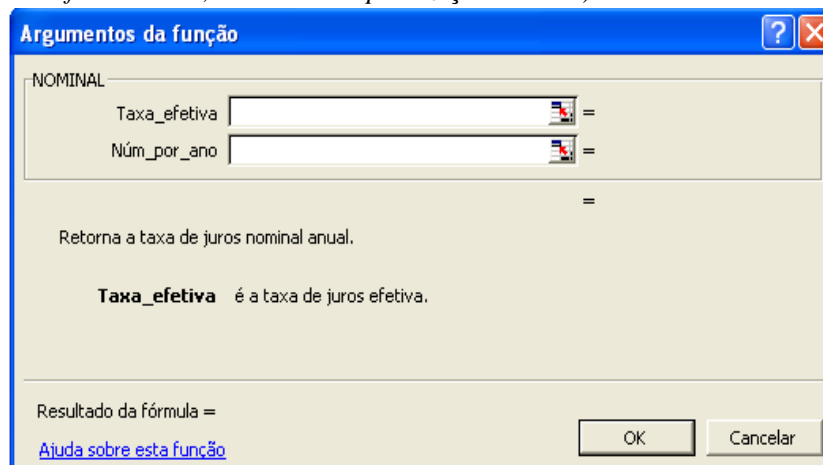 Argumentos da função
NOMINAL
Taxa_efetiva =
Núm_por_ano =
=
Retorna a taxa de juros nominal anual.
Taxa_efetiva é a taxa de juros efetiva.
Resultado da fórmula =
Ajuda sobre esta função
OK Cancelar